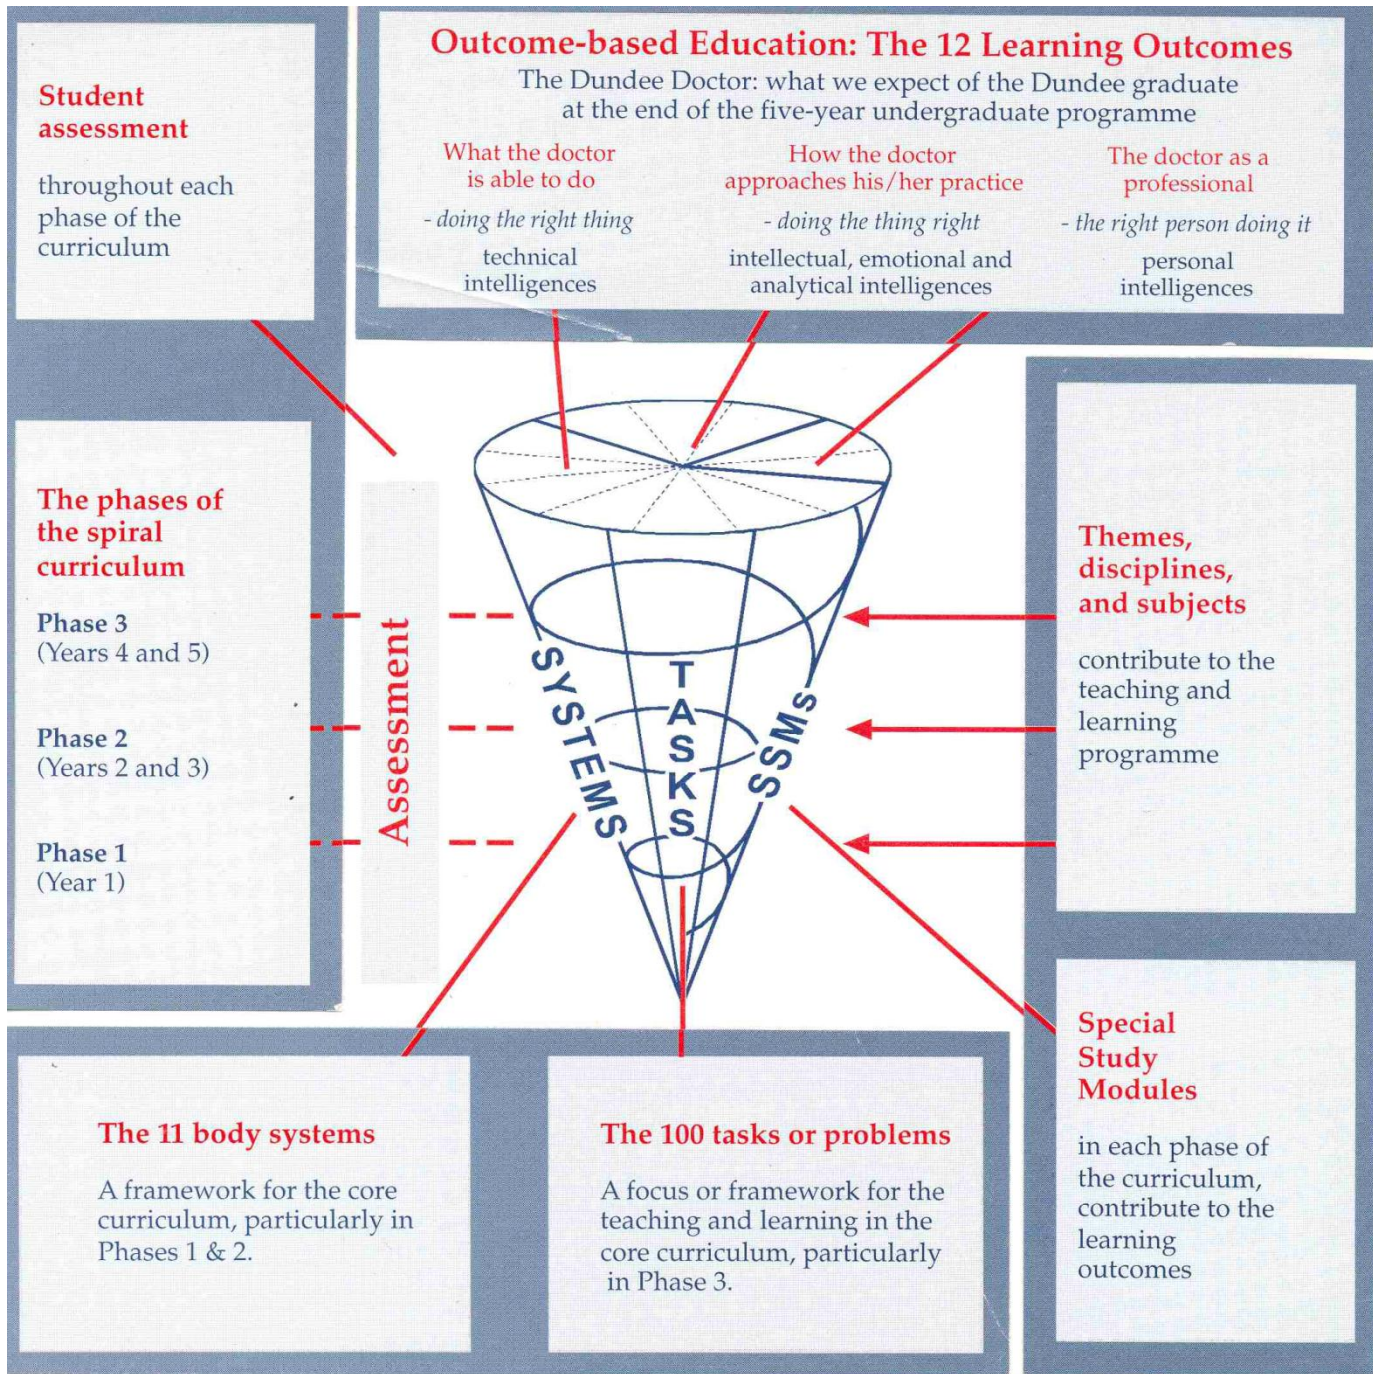 Outcome-based Education: The 12 Learning Outcomes
The Dundee Doctor: what we expect of the Dundee graduate
at the end of the five-year undergraduate programme
What the doctor
is able to do
- doing the right thing
technical
intelligences
How the doctor
approaches his/her practice
- doing the thing right
intellectual, emotional and
analytical intelligences
The doctor as a
professional
- the right person doing it
personal
intelligences
Student
assessment
throughout each
phase of the
curriculum
The phases of
the spiral
curriculum
Phase 3
(Years 4 and 5)
Phase 2
(Years 2 and 3)
Phase 1
(Year 1)
Assessment
SYSTEMS
TASKS
SSMs
Themes,
disciplines,
and subjects
contribute to the
teaching and
learning
programme
Special
Study
Modules
in each phase of
the curriculum,
contribute to the
learning
outcomes
The 11 body systems
A framework for the core
curriculum, particularly in
Phases 1 & 2.
The 100 tasks or problems
A focus or framework for the
teaching and learning in the
core curriculum, particularly
in Phase 3.